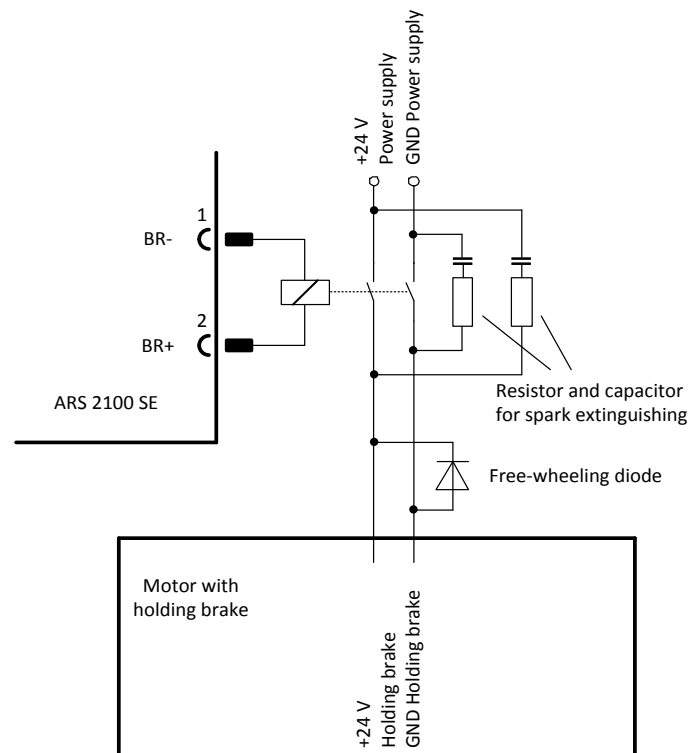 +24 V
Power supply
GND Power supply
1
BR-
2
BR+
ARS 2100 SE
Resistor and capacitor
for spark extinguishing
Free-wheeling diode
Motor with
holding brake
+24 V
Holding brake
GND Holding brake